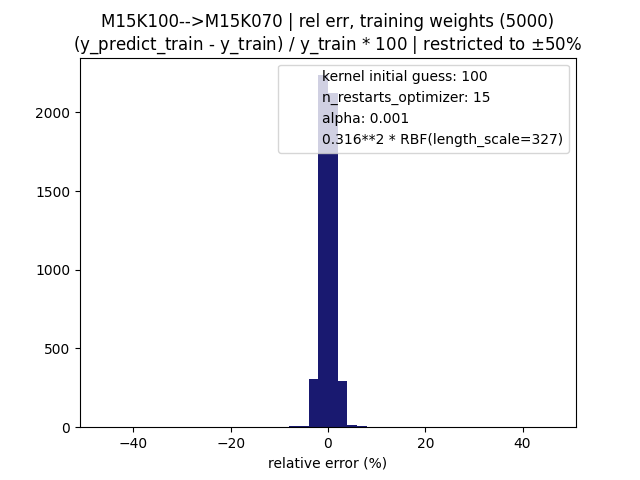 M15K100-->M15K070 | rel err, training weights (5000)
(y_predict_train - y_train) / y_train * 100 | restricted to ±50%
kernel initial guess: 100
n_restarts_optimizer: 15
alpha: 0.001
0.316**2 * RBF(length_scale=327)
2000
1500
1000
500
0
−40
−20
0
20
40
relative error (%)